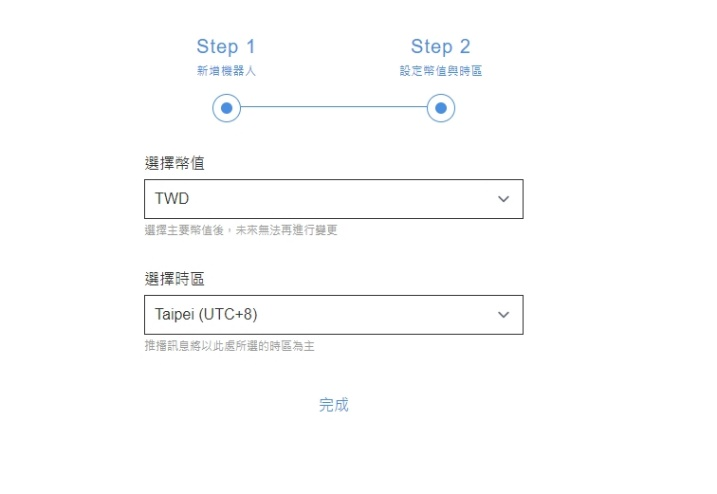 Step 1
Step 2
新增機器人
設定幣值與時區
選擇幣值
TWD
選擇主要幣值後，未來無法再進行變更
選擇時區
Taipei (UTC+8)
推播訊息將以此處所選的時區為主
完成